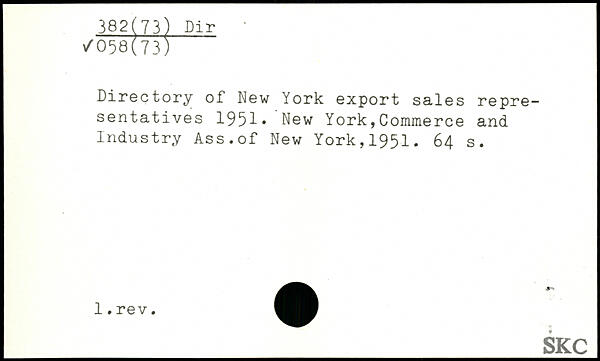 382(73) Dir
✓058(73)
Directory of New York export sales repre-
sentatives 1951. New York,Commerce and
Industry Ass.of New York,1951. 64 s.
1.rev.
SKC